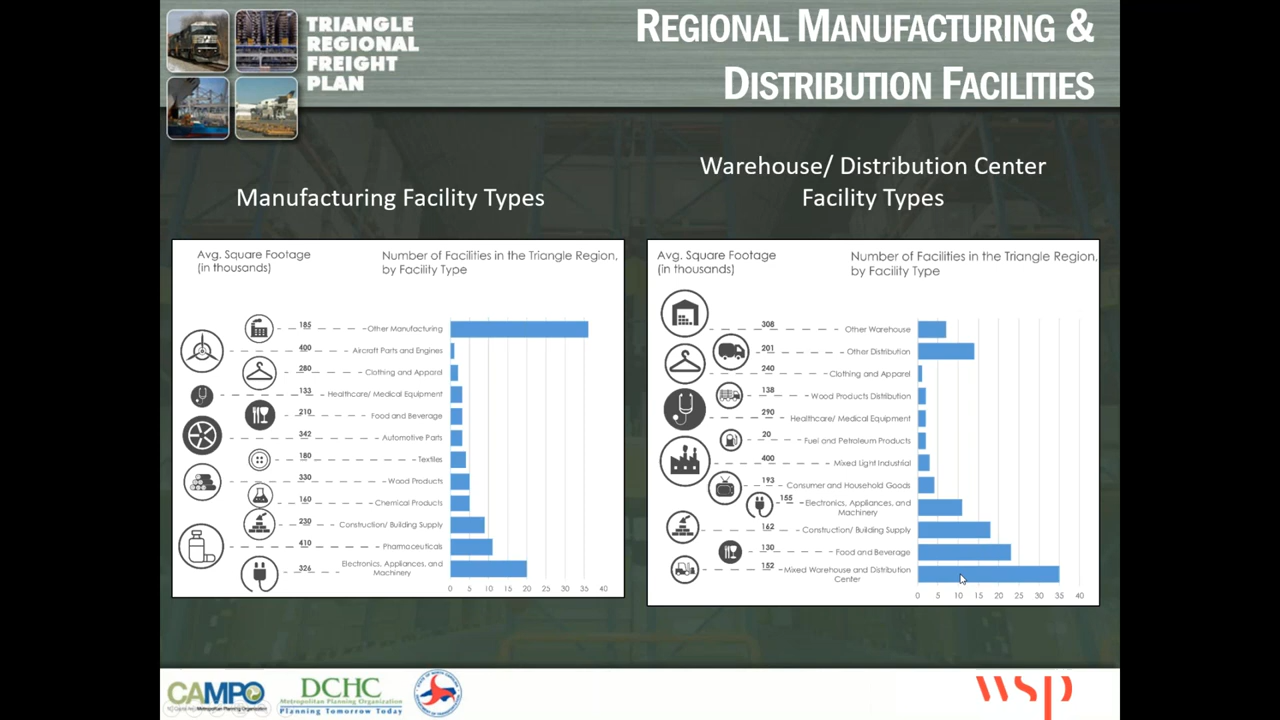 TRIANGLE
REGIONAL
FREIGHT
PLAN
REGIONAL MANUFACTURING &
DISTRIBUTION FACILITIES
Manufacturing Facility Types
Warehouse/ Distribution Center
Facility Types
Avg. Square Footage
(in thousands)
Number of Facilities in the Triangle Region,
by Facility Type
185 Other Manufacturing
400 Aircraft Parts and Engines
280 Clothing and Apparel
133 Healthcare/ Medical Equipment
210 Food and Beverage
342 Automotive Parts
180 Textiles
330 Wood Products
160 Chemical Products
230 Construction/ Building Supply
410 Pharmaceuticals
326 Electronics, Appliances, and
Machinery
0 5 10 15 20 25 30 35 40
Avg. Square Footage
(in thousands)
Number of Facilities in the Triangle Region,
by Facility Type
308 Other Warehouse
201 Other Distribution
240 Clothing and Apparel
138 Wood Products Distribution
290 Healthcare/ Medical Equipment
20 Fuel and Petroleum Products
400 Mixed Light Industrial
193 Consumer and Household Goods
155 Electronics, Appliances, and
Machinery
162 Construction/ Building Supply
130 Food and Beverage
152 Mixed Warehouse and Distribution
Center
0 5 10 15 20 25 30 35 40
CAMPO
Metropolitan Planning Organization
DCHC
Metropolitan Planning Organization
Planning Tomorrow Today
wsp